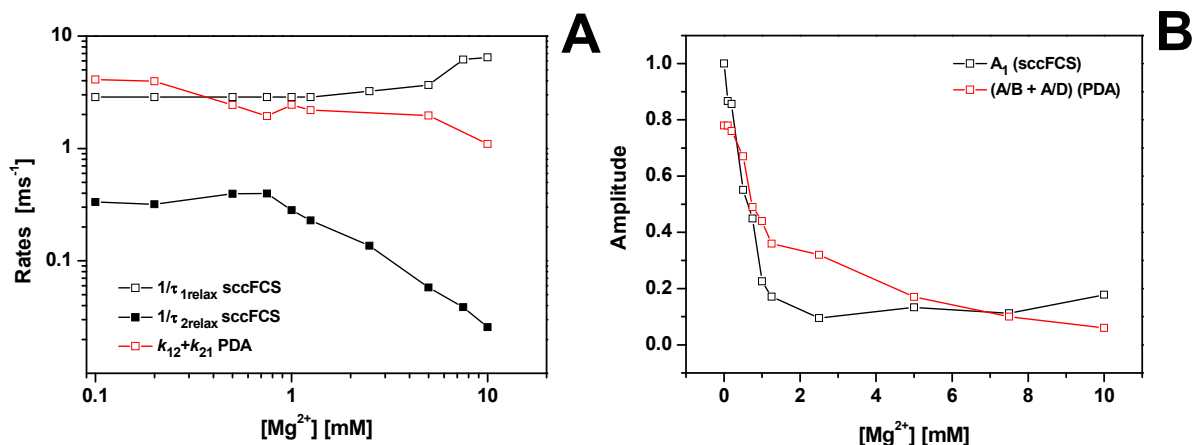 A
10
1
0.1
Rates [ms⁻¹]
1/τ₁relax sccFCS
1/τ₂relax sccFCS
k₁₂+k₂₁ PDA
0.1
1
10
[Mg²⁺] [mM]
B
A₁ (sccFCS)
(A/B + A/D) (PDA)
1.0
0.8
0.6
0.4
0.2
0.0
Amplitude
0
2
4
6
8
10
[Mg²⁺] [mM]